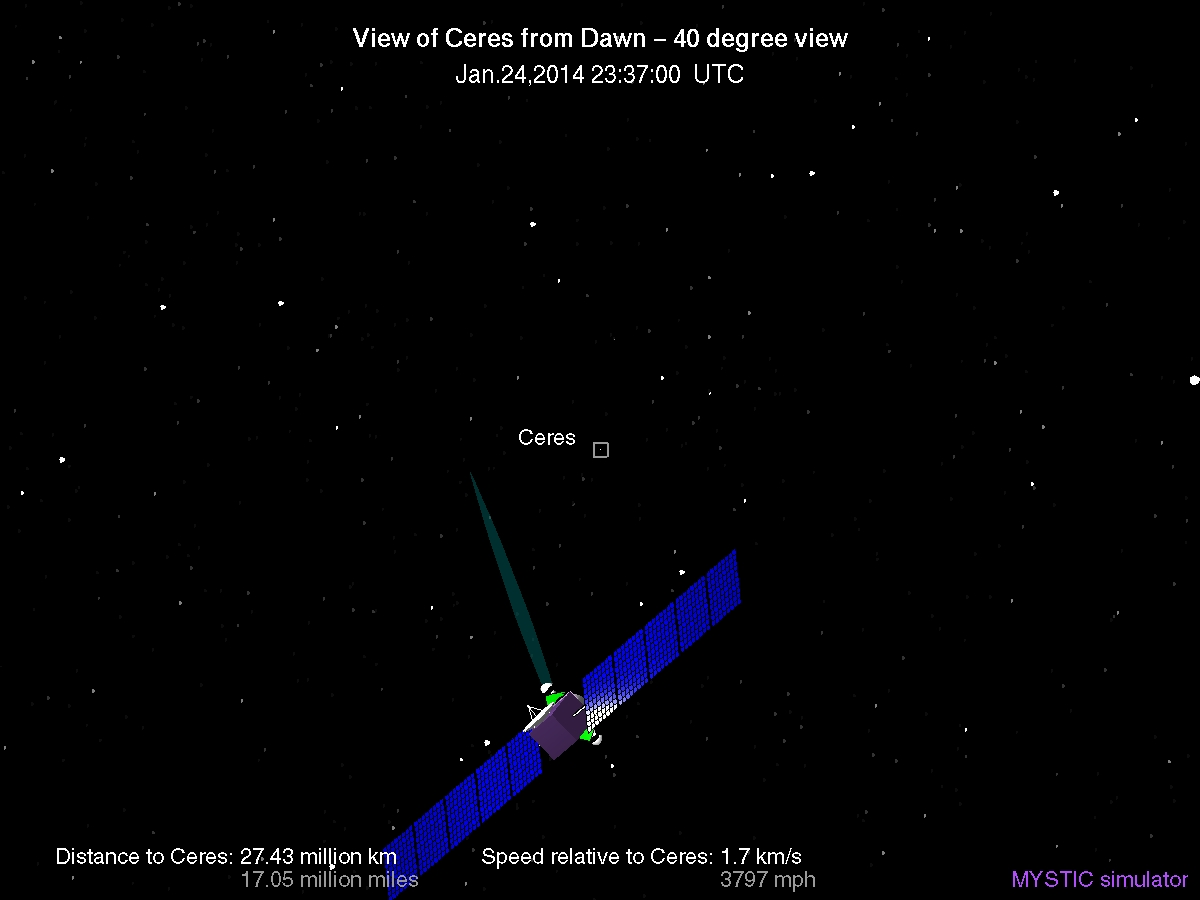 View of Ceres from Dawn – 40 degree view
Jan.24,2014 23:37:00 UTC
Ceres
Distance to Ceres: 27.43 million km
17.05 million miles
Speed relative to Ceres: 1.7 km/s
3797 mph
MYSTIC simulator